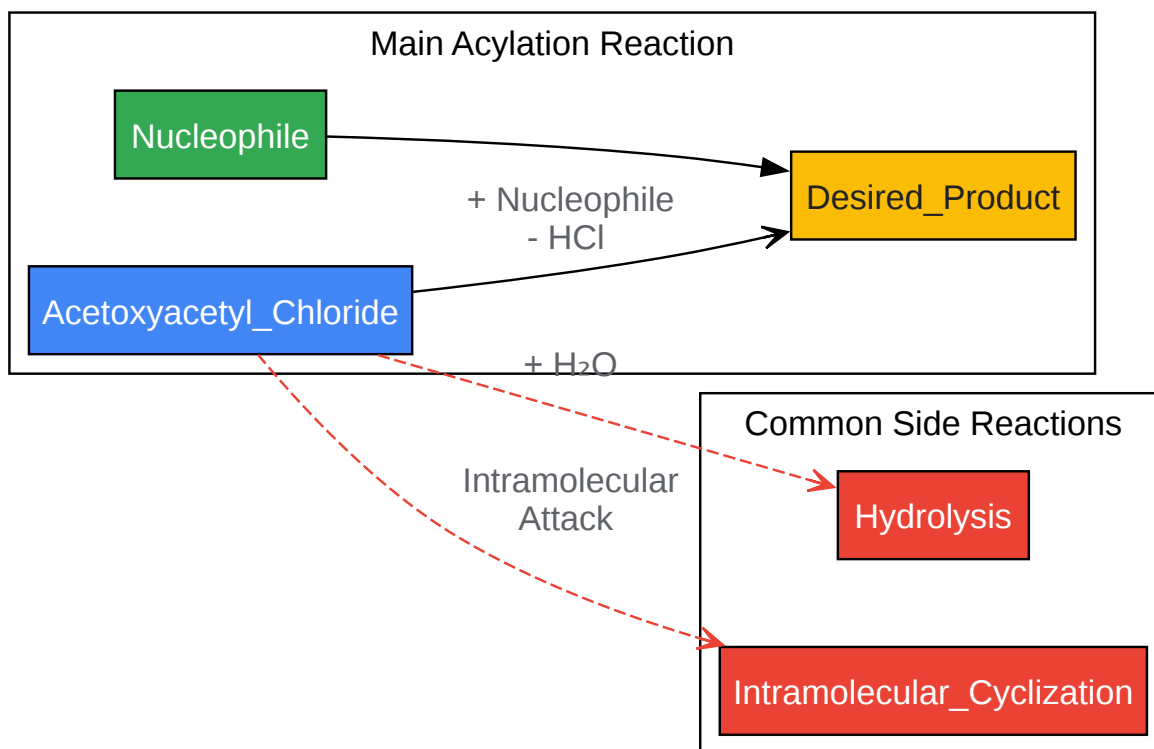 Main Acylation Reaction
Nucleophile
+ Nucleophile
- HCl
Desired_Product
Acetoxyacetyl_Chloride
+ H₂O
Common Side Reactions
Intramolecular
Attack
Hydrolysis
Intramolecular_Cyclization